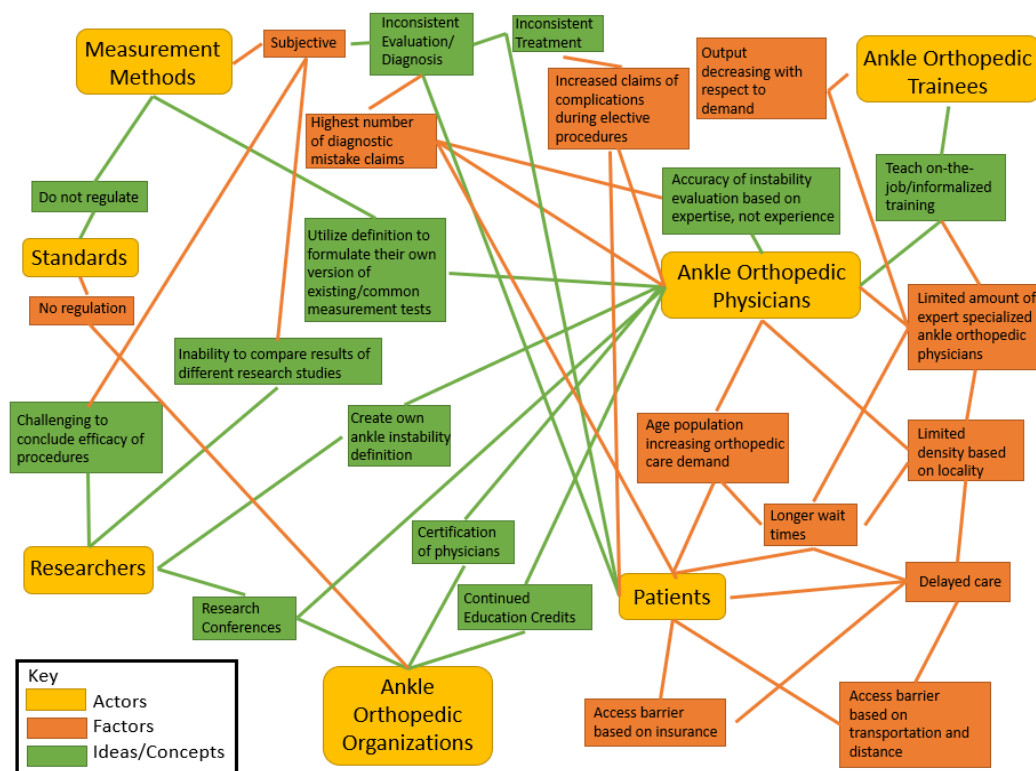 Measurement
Methods
Subjective
Inconsistent
Evaluation/
Diagnosis
Inconsistent
Treatment
Output
decreasing with
respect to
demand
Ankle Orthopedic
Trainees
Increased claims of
complications
during elective
procedures
Highest number
of diagnostic
mistake claims
Do not regulate
Accuracy of instability
evaluation based on
expertise, not experience
Teach on-the-
job/informalized
training
Standards
No regulation
Utilize definition to
formulate their own
version of
existing/common
measurement tests
Ankle Orthopedic
Physicians
Limited amount of
expert specialized
ankle orthopedic
physicians
Inability to compare results of
different research studies
Challenging to
conclude efficacy of
procedures
Create own
ankle instability
definition
Age population
increasing orthopedic
care demand
Limited
density based
on locality
Longer wait
times
Certification
of physicians
Researchers
Research
Conferences
Continued
Education Credits
Patients
Delayed care
Ankle
Orthopedic
Organizations
Access barrier
based on insurance
Access barrier
based on
transportation and
distance
Key
Actors
Factors
Ideas/Concepts